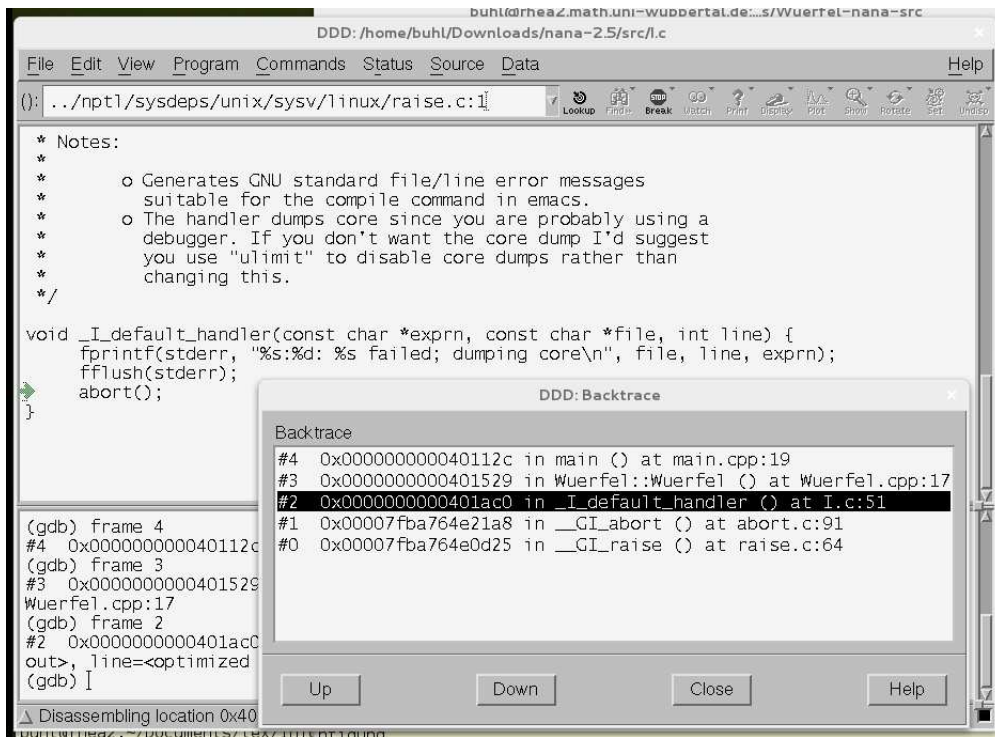 buhl@rhea2.math.uni-wuppertal.de:...s/Wuerfel-nana-src
DDD: /home/buhl/Downloads/nana-2.5/src/I.c
File Edit View Program Commands Status Source Data Help
(): ../nptl/sysdeps/unix/sysv/linux/raise.c:1
Lookup Find» Break Watch Print Display Plot Show Rotate Set Undisp
* Notes:
*
* o Generates GNU standard file/line error messages
* suitable for the compile command in emacs.
* o The handler dumps core since you are probably using a
* debugger. If you don't want the core dump I'd suggest
* you use "ulimit" to disable core dumps rather than
* changing this.
*/
void _I_default_handler(const char *exprn, const char *file, int line) {
fprintf(stderr, "%s:%d: %s failed; dumping core\n", file, line, exprn);
fflush(stderr);
abort();
}
DDD: Backtrace
Backtrace
#4 0x000000000040112c in main () at main.cpp:19
#3 0x0000000000401529 in Wuerfel::Wuerfel () at Wuerfel.cpp:17
#2 0x0000000000401ac0 in _I_default_handler () at I.c:51
#1 0x00007fba764e21a8 in __GI_abort () at abort.c:91
#0 0x00007fba764e0d25 in __GI_raise () at raise.c:64
Up Down Close Help
(gdb) frame 4
#4 0x000000000040112c
(gdb) frame 3
#3 0x0000000000401529
Wuerfel.cpp:17
(gdb) frame 2
#2 0x0000000000401ac0
out>, line=<optimized
(gdb)
Disassembling location 0x40